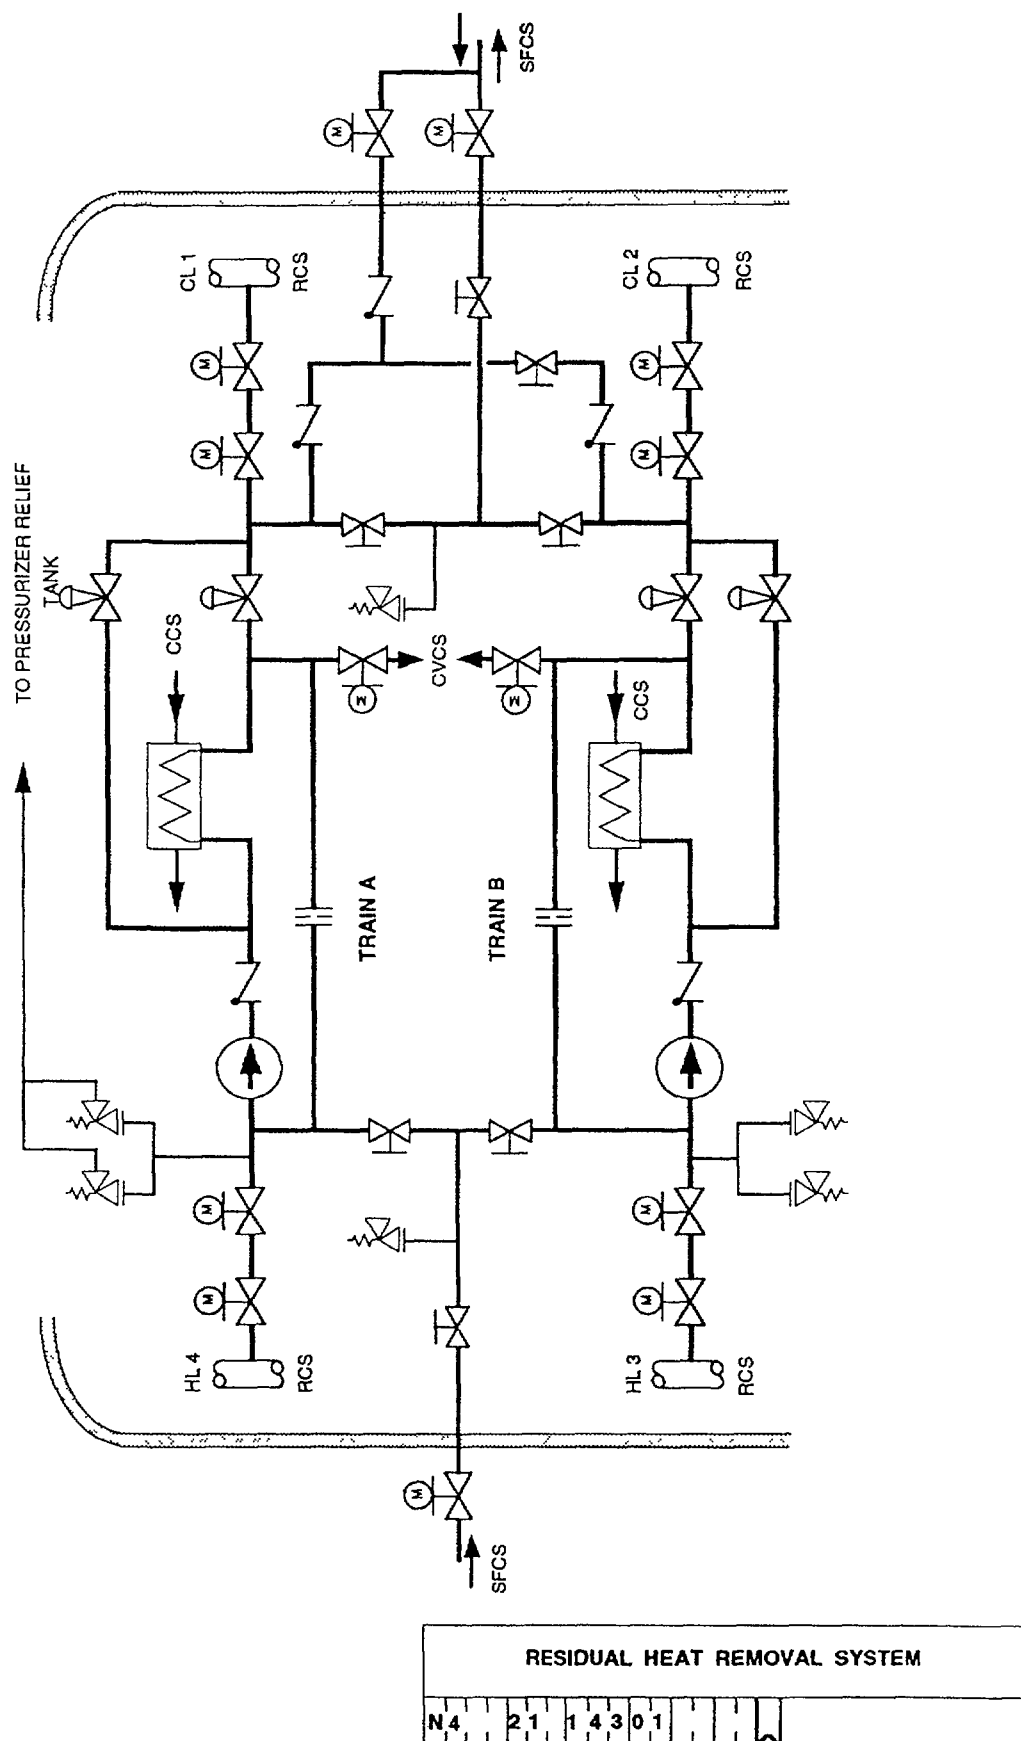 SFCS
M
M
CL 1
RCS
CL 2
RCS
M
M
M
M
TO PRESSURIZER RELIEF
TANK
CCS
CVCS
M
M
CCS
TRAIN A
TRAIN B
M
M
M
M
HL 4
RCS
HL 3
RCS
M
SFCS
RESIDUAL HEAT REMOVAL SYSTEM
N4 21 14301